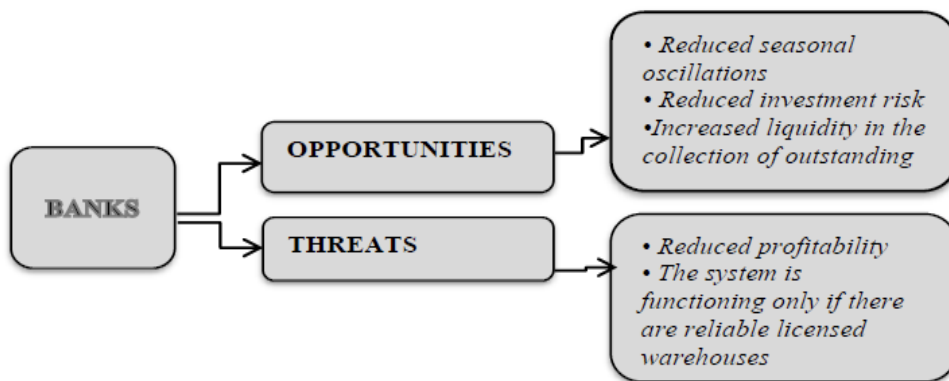 BANKS
OPPORTUNITIES
• Reduced seasonal
oscillations
• Reduced investment risk
•Increased liquidity in the
collection of outstanding
THREATS
• Reduced profitability
• The system is
functioning only if there
are reliable licensed
warehouses